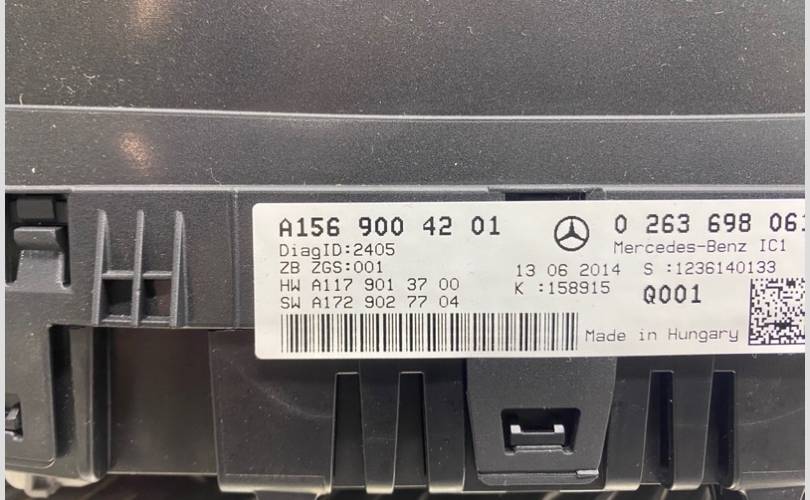 A156 900 42 01
0 263 698 061
DiagID:2405
Mercedes-Benz IC1
ZB ZGS:001
13 06 2014 S :1236140133
HW A117 901 37 00
K :158915
Q001
SW A172 902 77 04
Made in Hungary